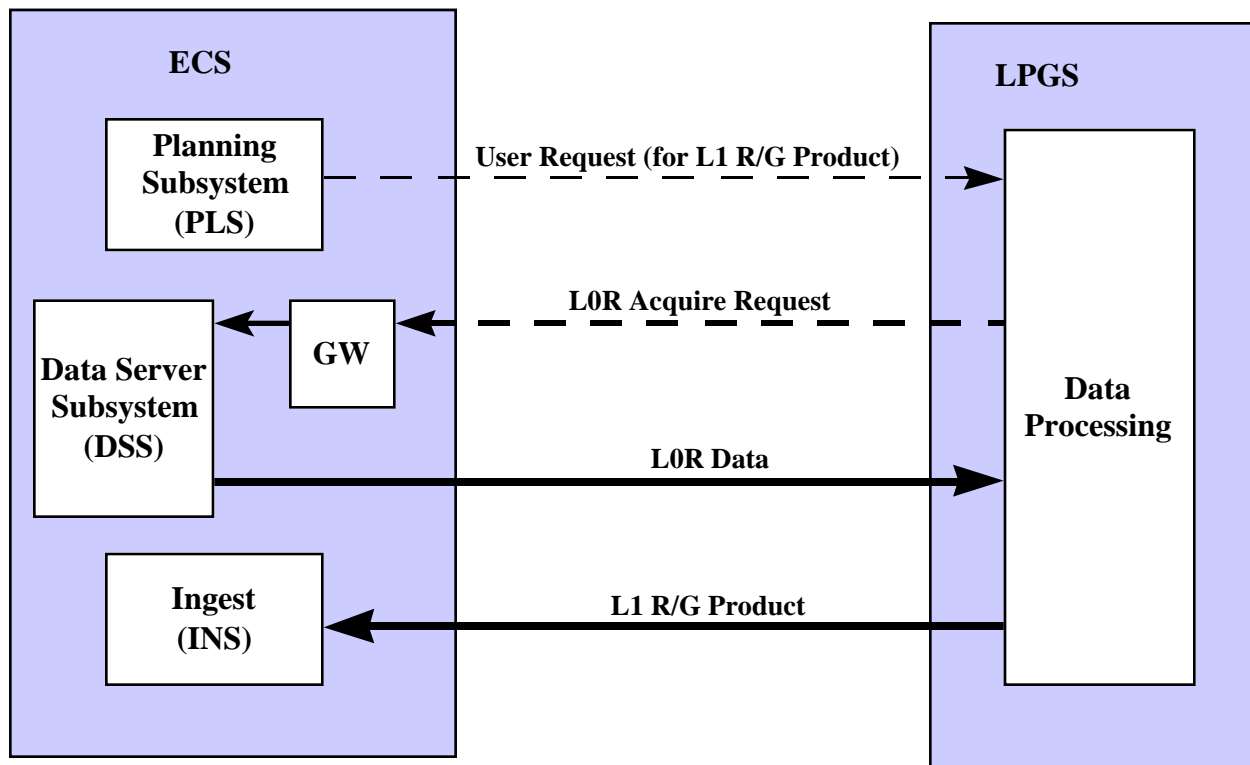 ECS
LPGS
Planning
Subsystem
(PLS)
User Request (for L1 R/G Product)
L0R Acquire Request
GW
Data Server
Subsystem
(DSS)
Data
Processing
L0R Data
Ingest
(INS)
L1 R/G Product